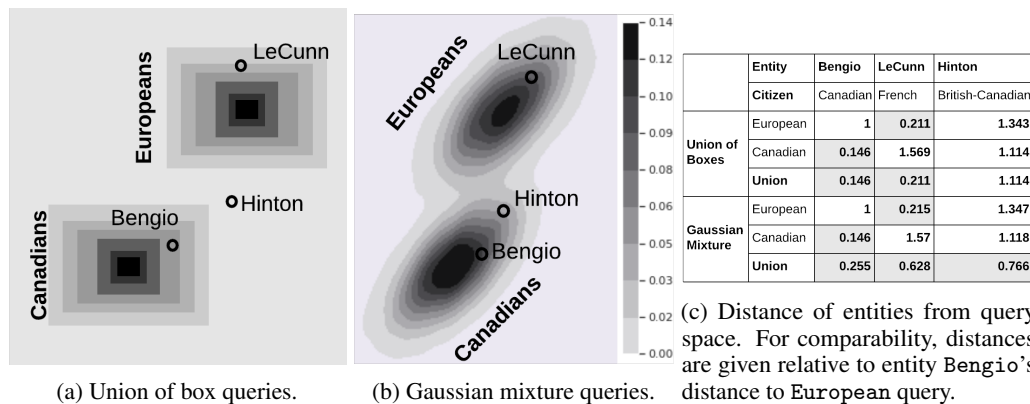 Europeans
LeCunn
Hinton
Bengio
Canadians
(a) Union of box queries.
Europeans
LeCunn
Hinton
Bengio
Canadians
0.14
0.12
0.10
0.09
0.08
0.06
0.05
0.03
0.02
0.00
(b) Gaussian mixture queries.
Entity Bengio LeCunn Hinton
Citizen Canadian French British-Canadian
Union of Boxes
European 1 0.211 1.343
Canadian 0.146 1.569 1.114
Union 0.146 0.211 1.114
Gaussian Mixture
European 1 0.215 1.347
Canadian 0.146 1.57 1.118
Union 0.255 0.628 0.766
(c) Distance of entities from query
space. For comparability, distances
are given relative to entity Bengio's
distance to European query.